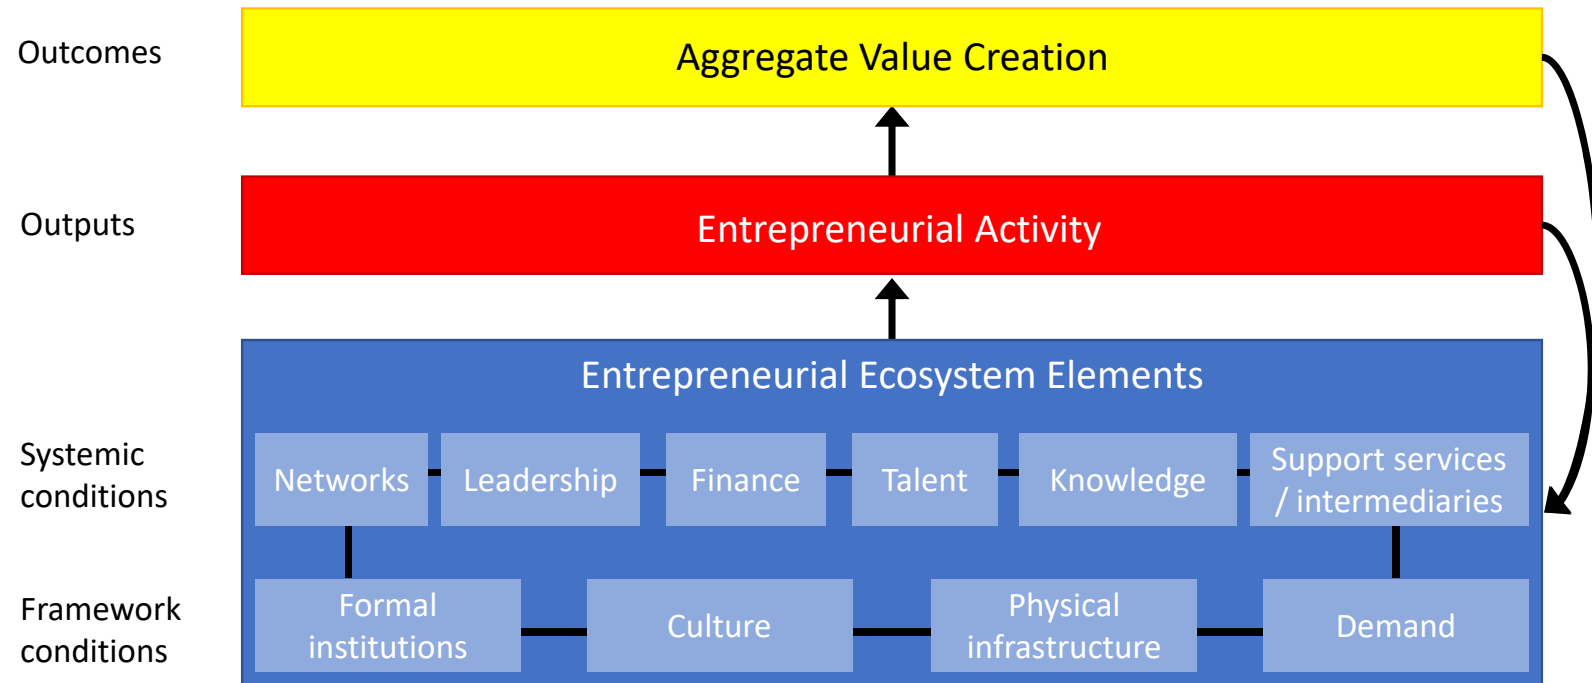 Outcomes
Aggregate Value Creation
Outputs
Entrepreneurial Activity
Entrepreneurial Ecosystem Elements
Systemic
conditions
Networks
Leadership
Finance
Talent
Knowledge
Support services
/ intermediaries
Framework
conditions
Formal
institutions
Culture
Physical
infrastructure
Demand